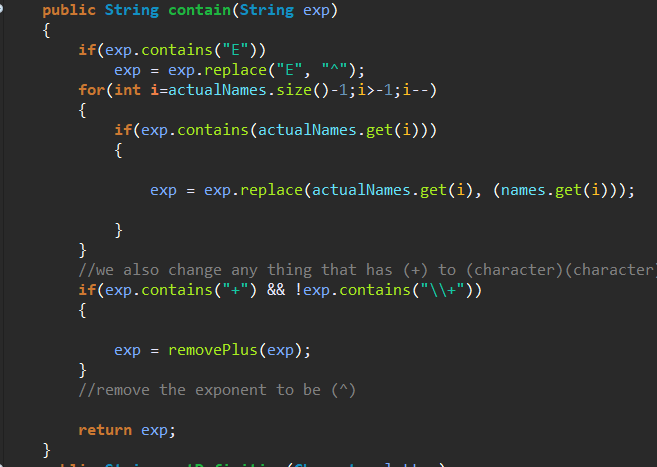 public String contain(String exp)
{
if(exp.contains("E"))
exp = exp.replace("E", "^");
for(int i=actualNames.size()-1;i>-1;i--)
{
if(exp.contains(actualNames.get(i)))
{
exp = exp.replace(actualNames.get(i), (names.get(i)));
}
}
//we also change any thing that has (+) to (character)(character
if(exp.contains("+") && !exp.contains("\\+"))
{
exp = removePlus(exp);
}
//remove the exponent to be (^)
return exp;
}